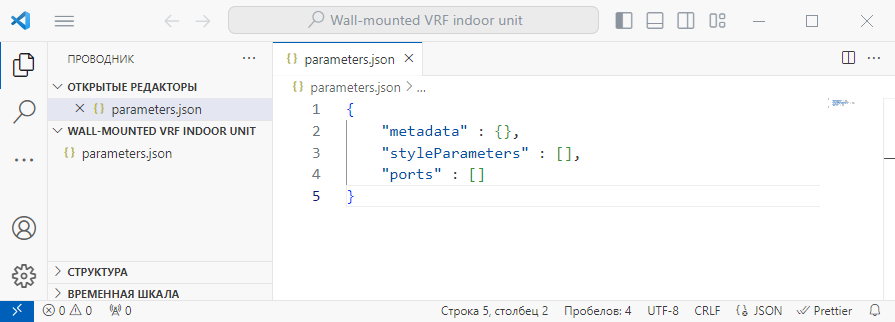 Wall-mounted VRF indoor unit
ПРОВОДНИК
parameters.json
ОТКРЫТЫЕ РЕДАКТОРЫ
parameters.json
WALL-MOUNTED VRF INDOOR UNIT
parameters.json
СТРУКТУРА
ВРЕМЕННАЯ ШКАЛА
{} parameters.json > ...
1 {
2 "metadata" : {},
3 "styleParameters" : [],
4 "ports" : []
5 }
0 0 0 Строка 5, столбец 2 Пробелов: 4 UTF-8 CRLF JSON Prettier